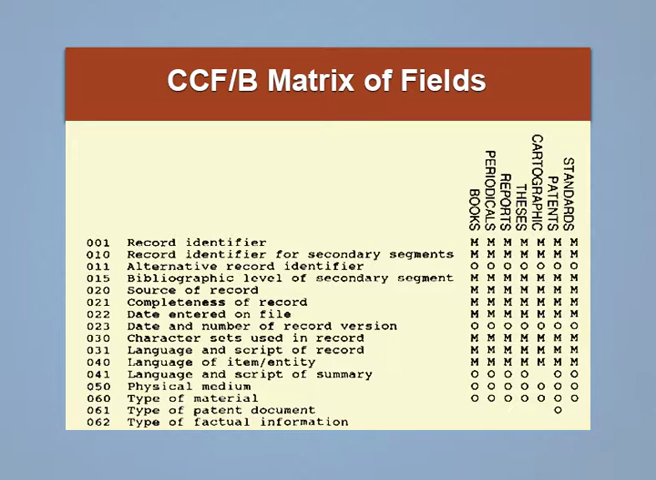 CCF/B Matrix of Fields
BOOKS
PERIODICALS
REPORTS
THESES
CARTOGRAPHIC
PATENTS
STANDARDS
001 Record identifier M M M M M M M
010 Record identifier for secondary segments M M M M M M M
011 Alternative record identifier O O O O O O O
015 Bibliographic level of secondary segment M M M M M M M
020 Source of record M M M M M M M
021 Completeness of record M M M M M M M
022 Date entered on file M M M M M M M
023 Date and number of record version O O O O O O O
030 Character sets used in record M M M M M M M
031 Language and script of record M M M M M M M
040 Language of item/entity M M M M M M M
041 Language and script of summary O O O O O O
050 Physical medium O O O O O O O
060 Type of material O O O O O O O
061 Type of patent document O
062 Type of factual information